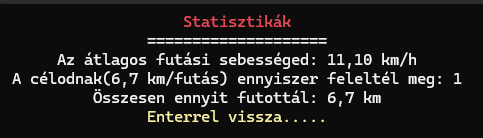 Statisztikák
====================
Az átlagos futási sebességed: 11,10 km/h
A célodnak(6,7 km/futás) ennyiszer feleltél meg: 1
Összesen ennyit futottál: 6,7 km
Enterrel vissza.....